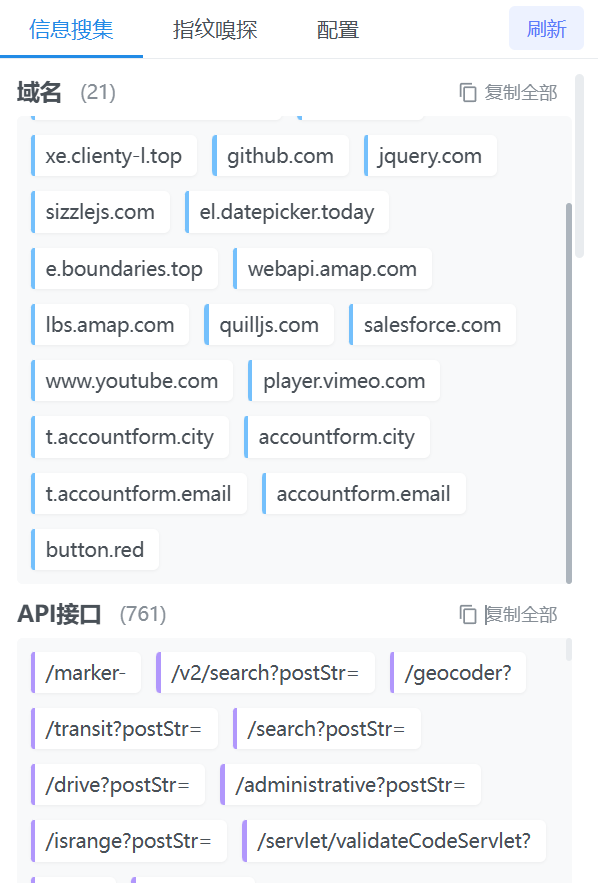 信息搜集 指纹嗅探 配置 刷新
域名 (21) 复制全部
xe.clienty-l.top github.com jquery.com
sizzlejs.com el.datepicker.today
e.boundaries.top webapi.amap.com
lbs.amap.com quilljs.com salesforce.com
www.youtube.com player.vimeo.com
t.accountform.city accountform.city
t.accountform.email accountform.email
button.red
API接口 (761) 复制全部
/marker- /v2/search?postStr= /geocoder?
/transit?postStr= /search?postStr=
/drive?postStr= /administrative?postStr=
/isrange?postStr= /servlet/validateCodeServlet?